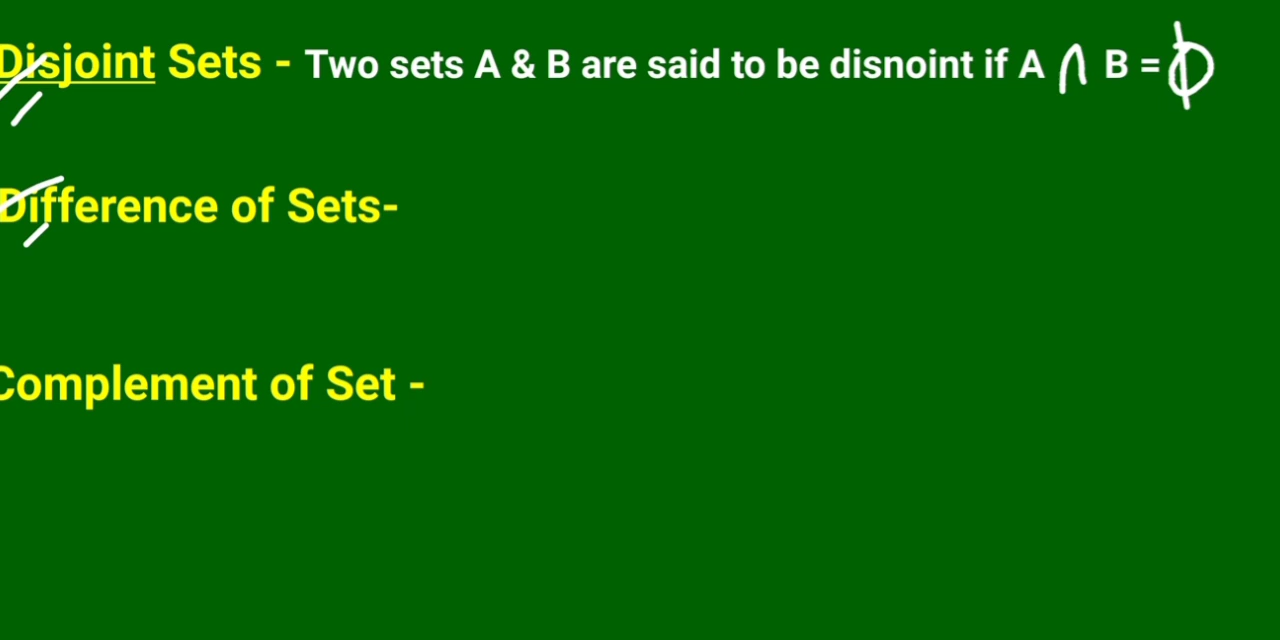 Disjoint Sets - Two sets A & B are said to be disnoint if A ∩ B = ϕ
Difference of Sets-
Complement of Set -